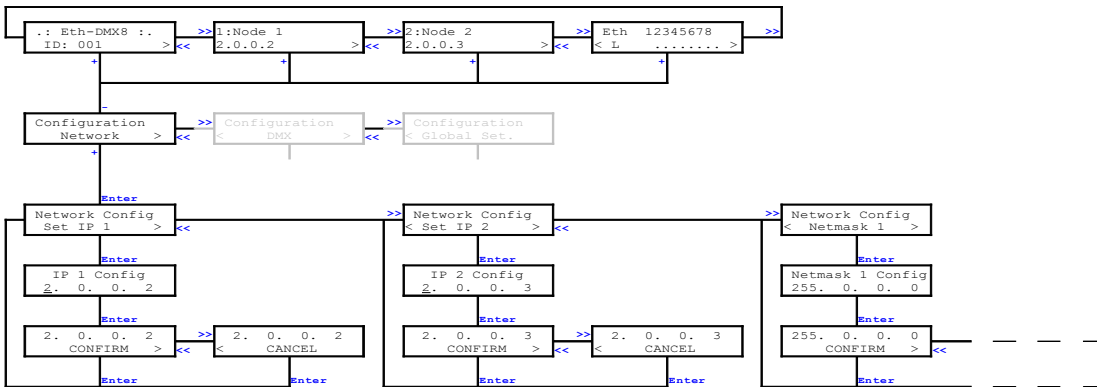 .: Eth-DMX8 :.
ID: 001 >
>>
<<
1:Node 1
2.0.0.2 >
>>
<<
2:Node 2
2.0.0.3 >
>>
<<
Eth 12345678
< L ........ >
>>
+
+
+
+
-
Configuration
Network >
>>
<<
Configuration
< DMX >
>>
<<
Configuration
< Global Set.
+
Enter
Network Config
Set IP 1 >
<<
>>
Network Config
< Set IP 2 >
<<
>>
Network Config
< Netmask 1 >
Enter
Enter
Enter
IP 1 Config
2. 0. 0. 2
IP 2 Config
2. 0. 0. 3
Netmask 1 Config
255. 0. 0. 0
Enter
Enter
Enter
2. 0. 0. 2
CONFIRM >
>>
<<
2. 0. 0. 2
< CANCEL
2. 0. 0. 3
CONFIRM >
>>
<<
2. 0. 0. 3
< CANCEL
255. 0. 0. 0
CONFIRM >
<<
Enter
Enter
Enter
Enter
Enter